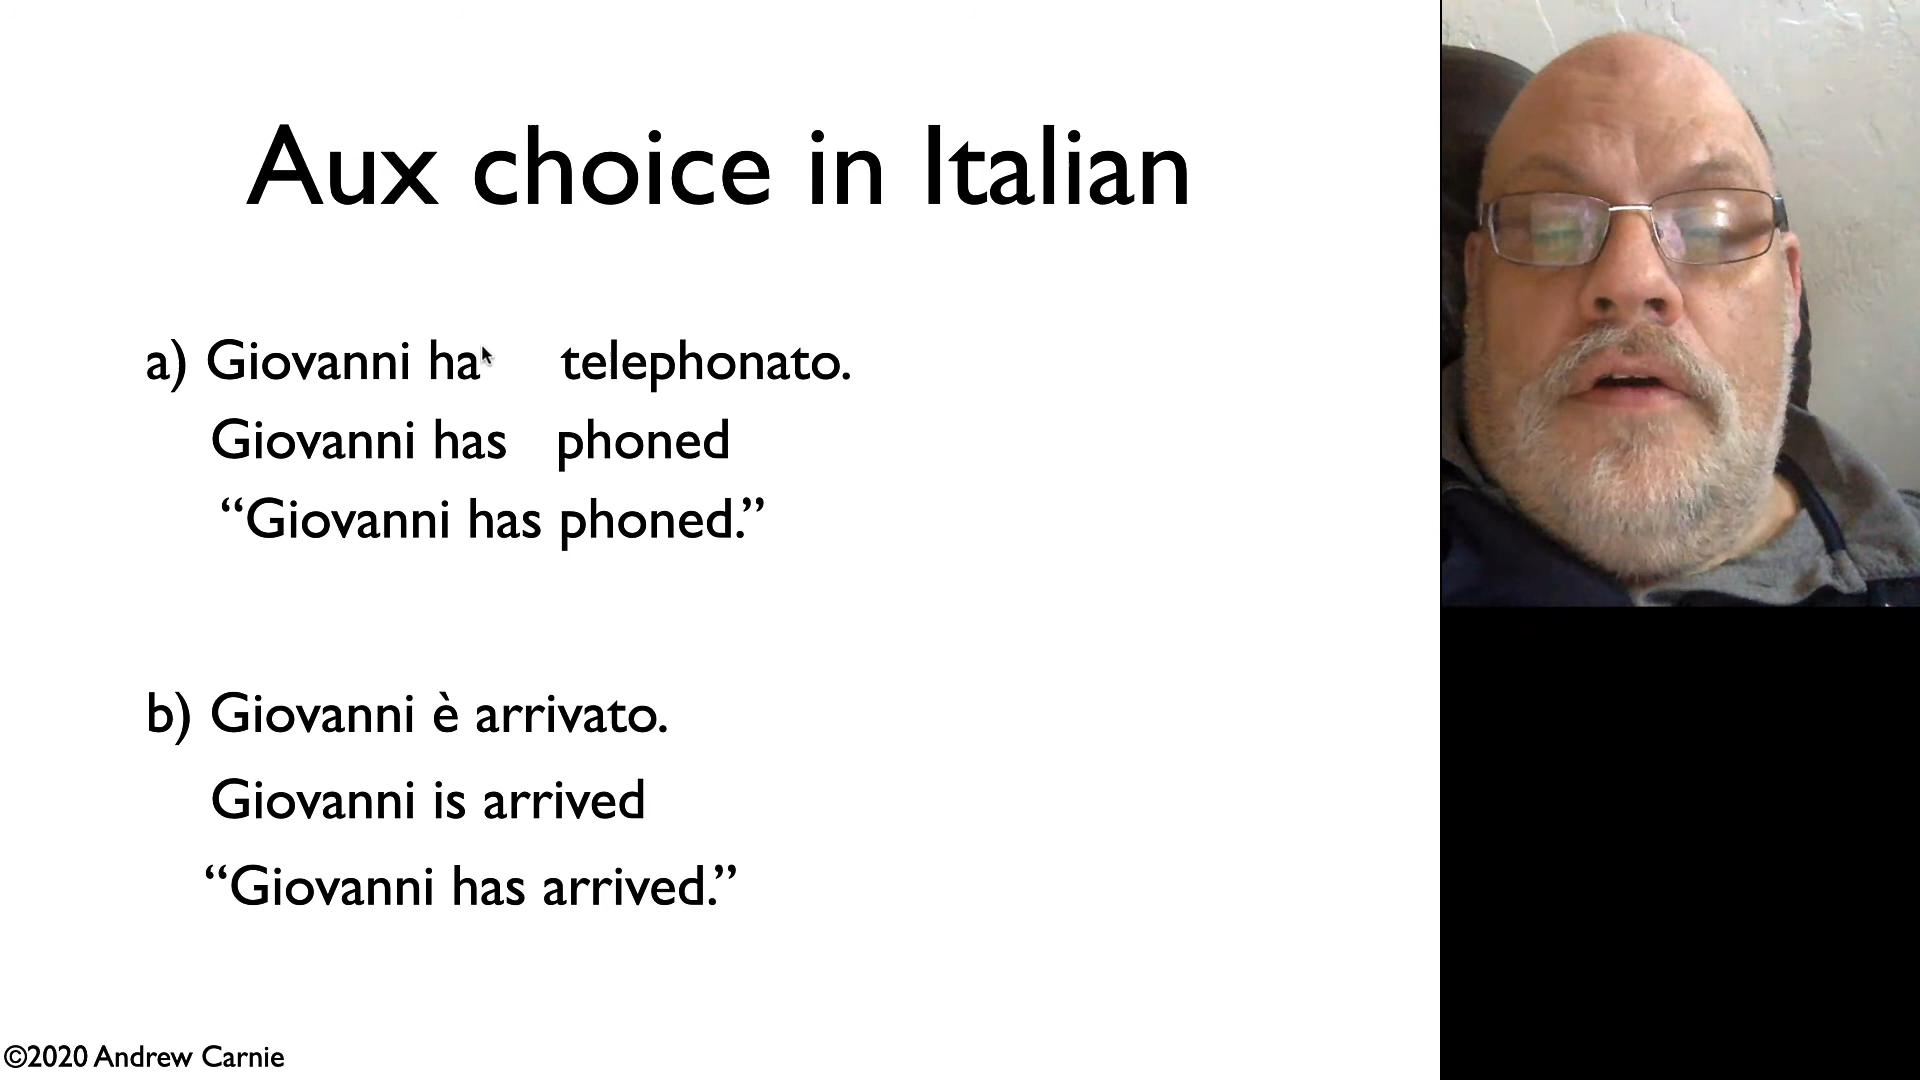 Aux choice in Italian
a) Giovanni ha telephonato.
Giovanni has phoned
“Giovanni has phoned.”
b) Giovanni è arrivato.
Giovanni is arrived
“Giovanni has arrived.”
©2020 Andrew Carnie